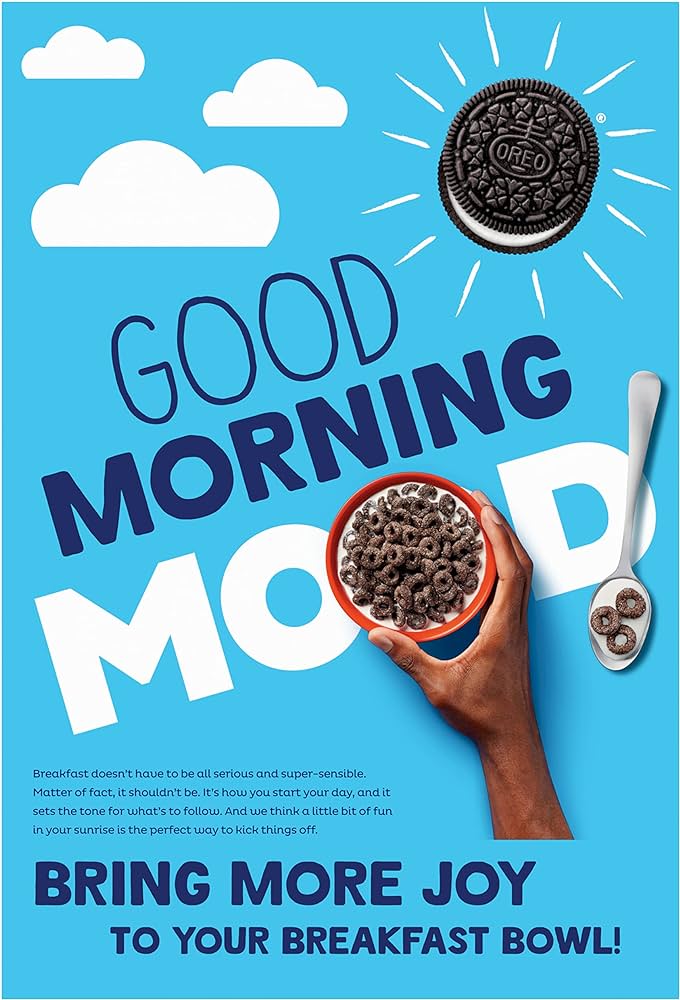 OREO
®
GOOD
MORNING
MOOD
Breakfast doesn't have to be all serious and super-sensible.
Matter of fact, it shouldn't be. It's how you start your day, and it
sets the tone for what's to follow. And we think a little bit of fun
in your sunrise is the perfect way to kick things off.
BRING MORE JOY
TO YOUR BREAKFAST BOWL!